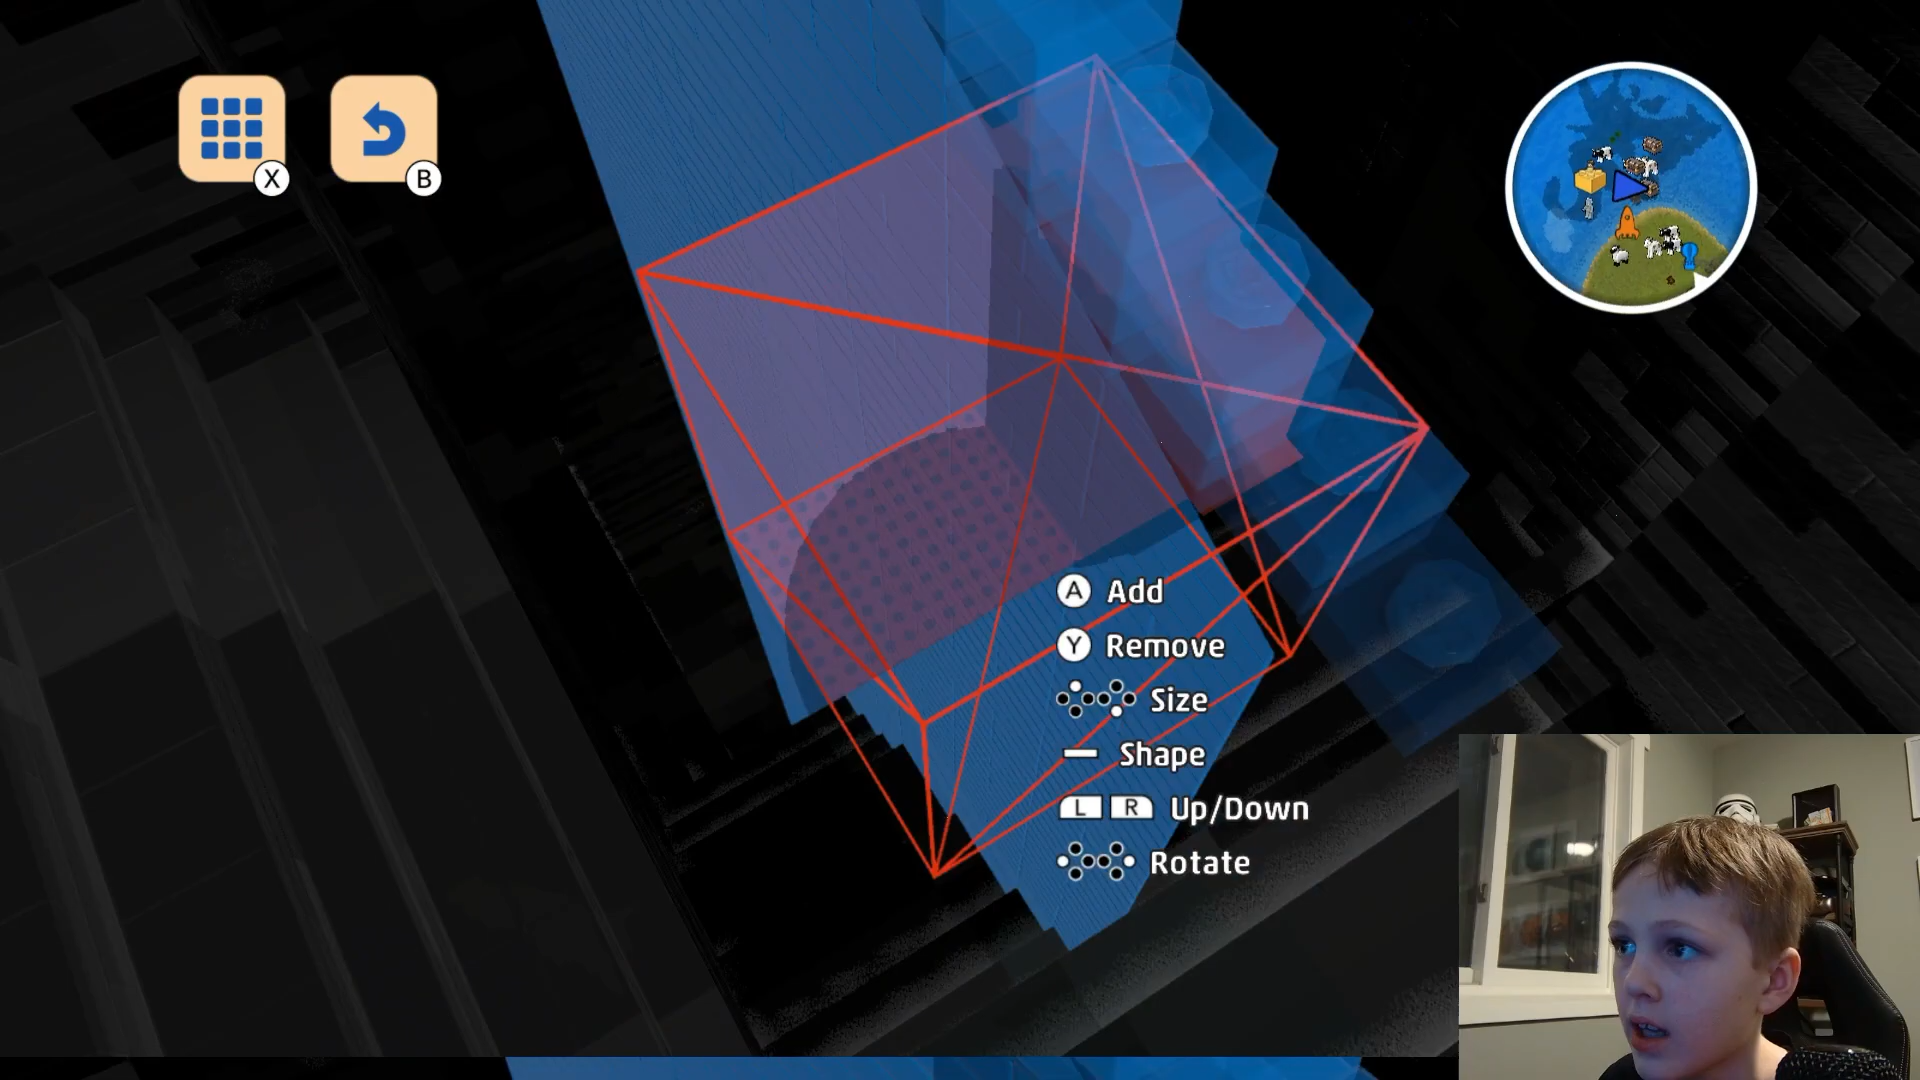 X
B
A Add
Y Remove
Size
Shape
L R Up/Down
Rotate